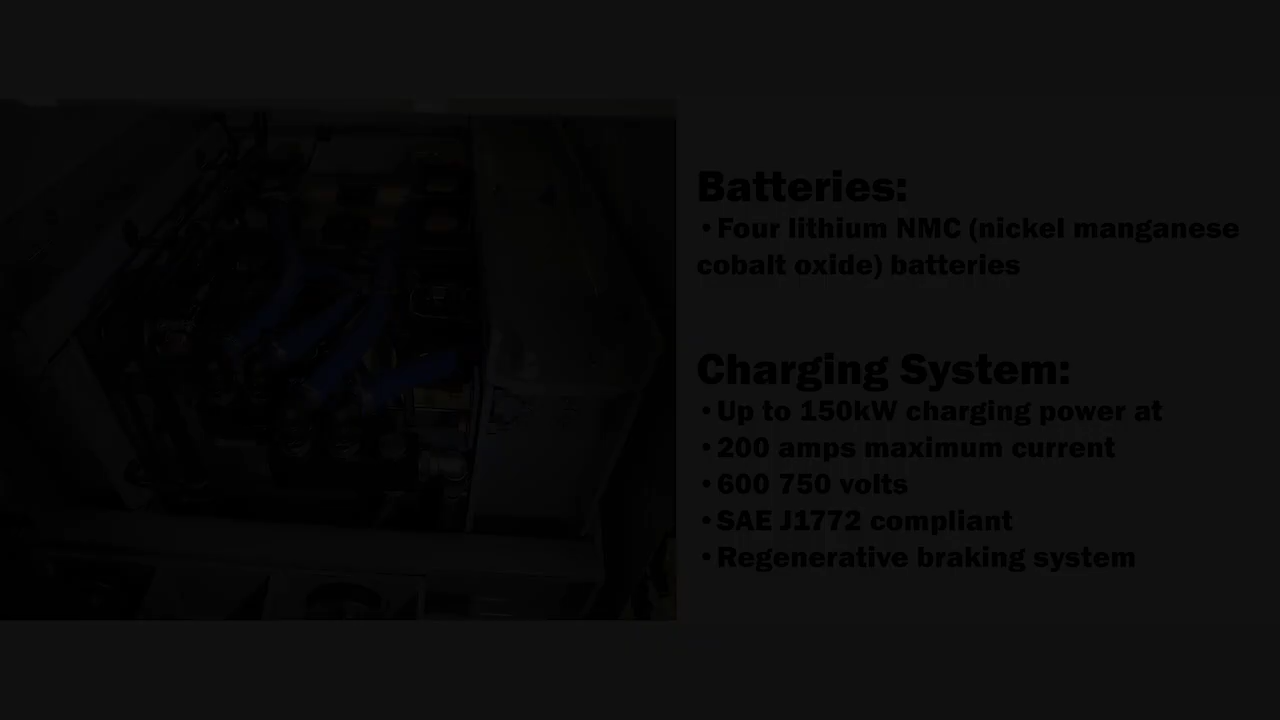 Batteries:
• Four lithium NMC (nickel manganese
cobalt oxide) batteries
Charging System:
• Up to 150kW charging power at
• 200 amps maximum current
• 600 750 volts
• SAE J1772 compliant
• Regenerative braking system